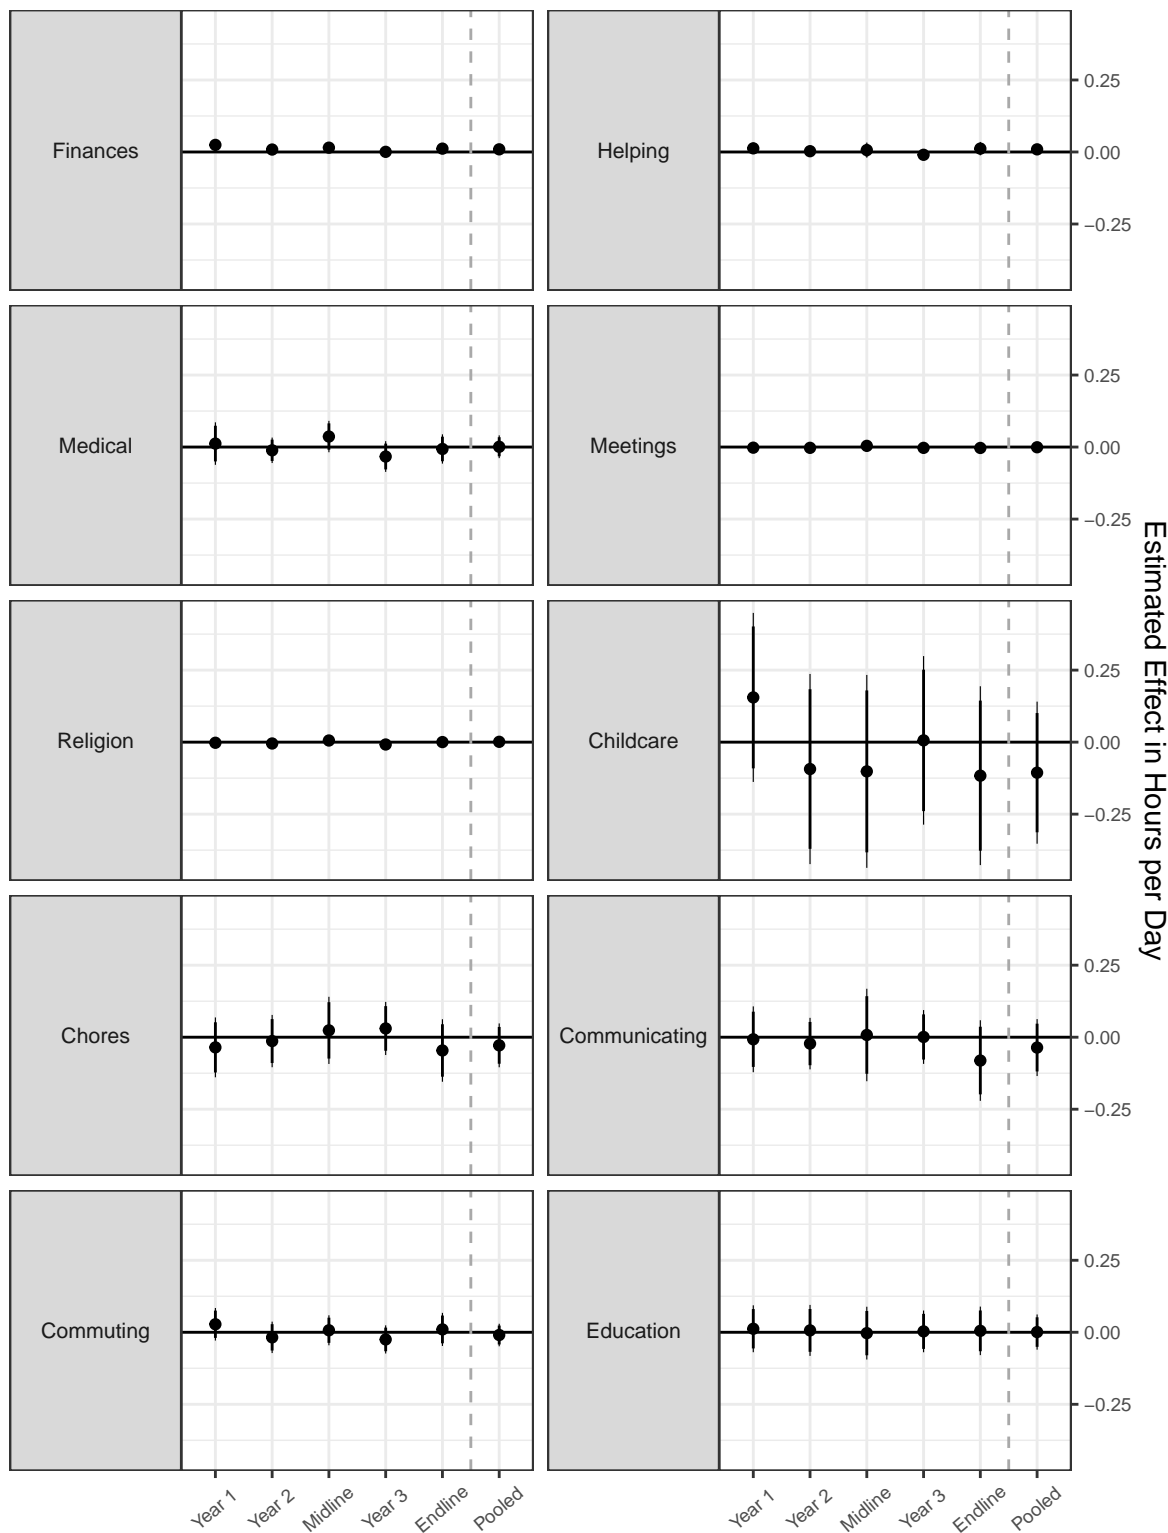 Finances
Helping
0.25
0.00
−0.25
Medical
Meetings
0.25
0.00
−0.25
Religion
Childcare
0.25
0.00
−0.25
Chores
Communicating
0.25
0.00
−0.25
Commuting
Education
0.25
0.00
−0.25
Year 1
Year 2
Midline
Year 3
Endline
Pooled
Year 1
Year 2
Midline
Year 3
Endline
Pooled
Estimated Effect in Hours per Day